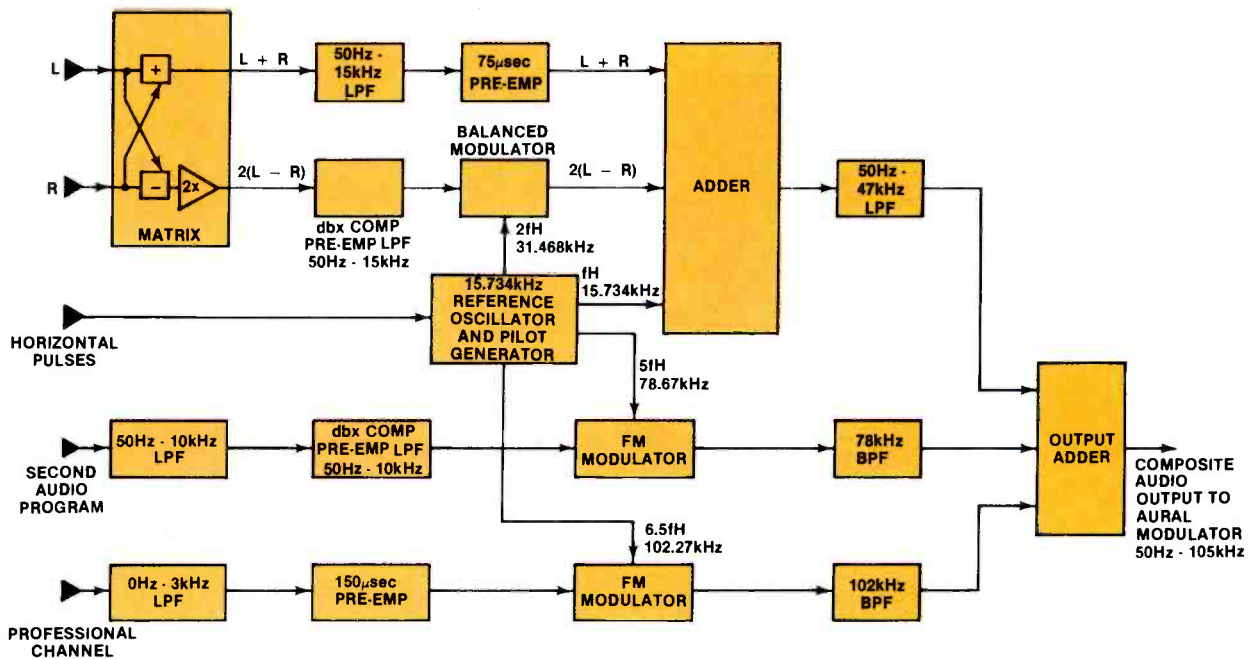 L
+
L + R
50Hz -
15kHz
LPF
75μsec
PRE-EMP
L + R
R
−
2x
2(L − R)
MATRIX
dbx COMP
PRE-EMP LPF
50Hz - 15kHz
BALANCED
MODULATOR
2(L − R)
2fH
31.468kHz
ADDER
50Hz -
47kHz
LPF
HORIZONTAL
PULSES
15.734kHz
REFERENCE
OSCILLATOR
AND PILOT
GENERATOR
fH
15.734kHz
5fH
78.67kHz
SECOND
AUDIO
PROGRAM
50Hz - 10kHz
LPF
dbx COMP
PRE-EMP LPF
50Hz - 10kHz
FM
MODULATOR
78kHz
BPF
OUTPUT
ADDER
COMPOSITE
AUDIO
OUTPUT TO
AURAL
MODULATOR
50Hz - 105kHz
6.5fH
102.27kHz
PROFESSIONAL
CHANNEL
0Hz - 3kHz
LPF
150μsec
PRE-EMP
FM
MODULATOR
102kHz
BPF